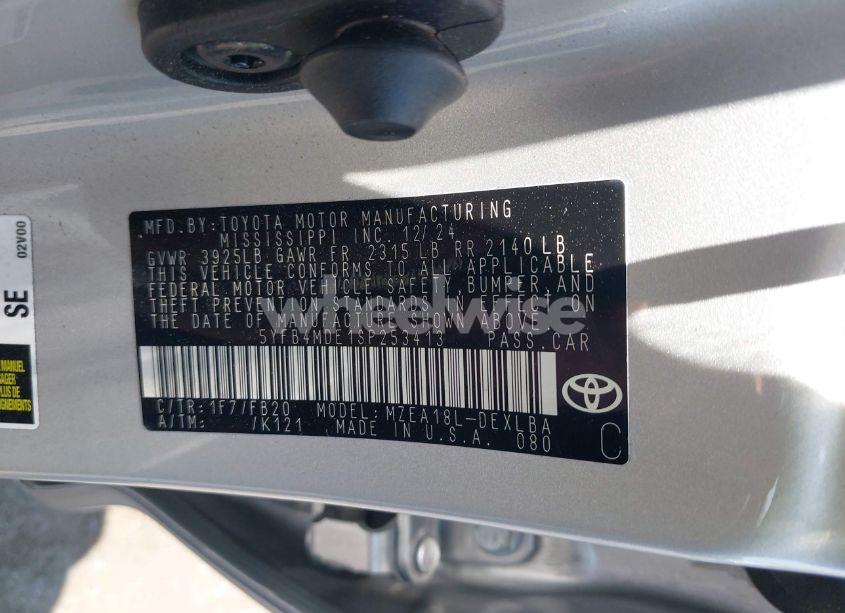 MFD.BY:TOYOTA MOTOR MANUFACTURING
MISSISSIPPI INC. 12/24
GVWR 3925LB GAWR FR 2315 LB RR 2140 LB
THIS VEHICLE CONFORMS TO ALL APPLICABLE
FEDERAL MOTOR VEHICLE SAFETY, BUMPER,AND
THEFT PREVENTION STANDARDS IN EFFECT ON
THE DATE OF MANUFACTURE SHOWN ABOVE.
5YFB4MDE1SP253413 PASS.CAR
C/TR: 1F7/FB20 MODEL: MZEA18L-DEXLBA
A/TM: /K121 MADE IN U.S.A. 080
C
wheelwise
SE
02V00